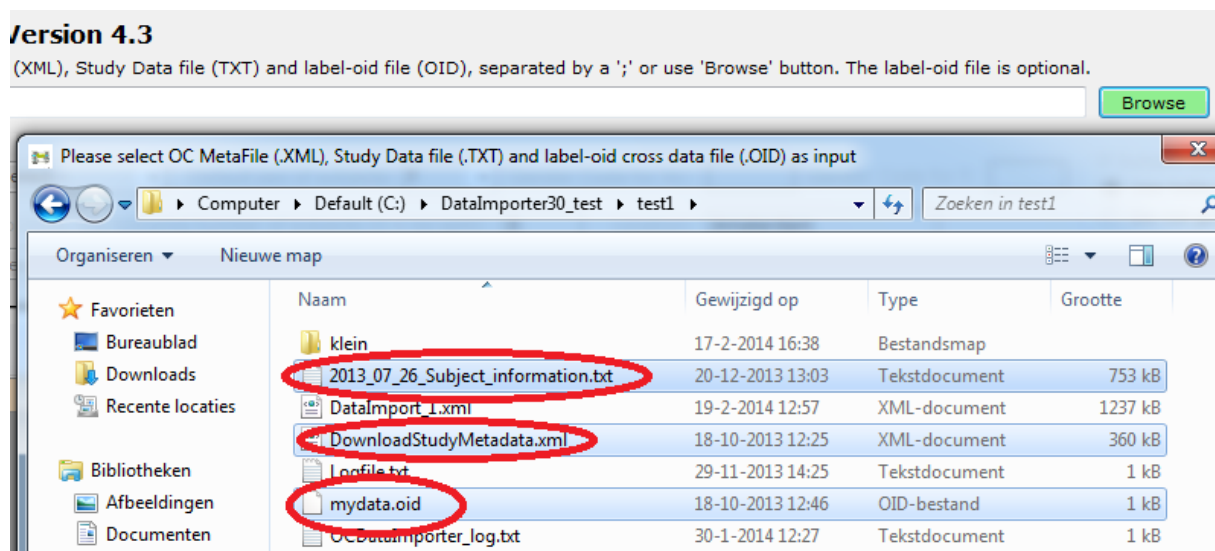 Version 4.3
(XML), Study Data file (TXT) and label-oid file (OID), separated by a ';' or use 'Browse' button. The label-oid file is optional.
Browse
Please select OC MetaFile (.XML), Study Data file (.TXT) and label-oid cross data file (.OID) as input
Computer Default (C:) DataImporter30_test test1 Zoeken in test1
Organiseren Nieuwe map
Naam Gewijzigd op Type Grootte
Favorieten
Bureaublad klein 17-2-2014 16:38 Bestandsmap
Downloads 2013_07_26_Subject_information.txt 20-12-2013 13:03 Tekstdocument 753 kB
Recente locaties DataImport_1.xml 19-2-2014 12:57 XML-document 1237 kB
DownloadStudyMetadata.xml 18-10-2013 12:25 XML-document 360 kB
Bibliotheken Logfile.txt 29-11-2013 14:25 Tekstdocument 1 kB
Afbeeldingen mydata.oid 18-10-2013 12:46 OID-bestand 1 kB
Documenten OCDataImporter_log.txt 30-1-2014 12:27 Tekstdocument 1 kB